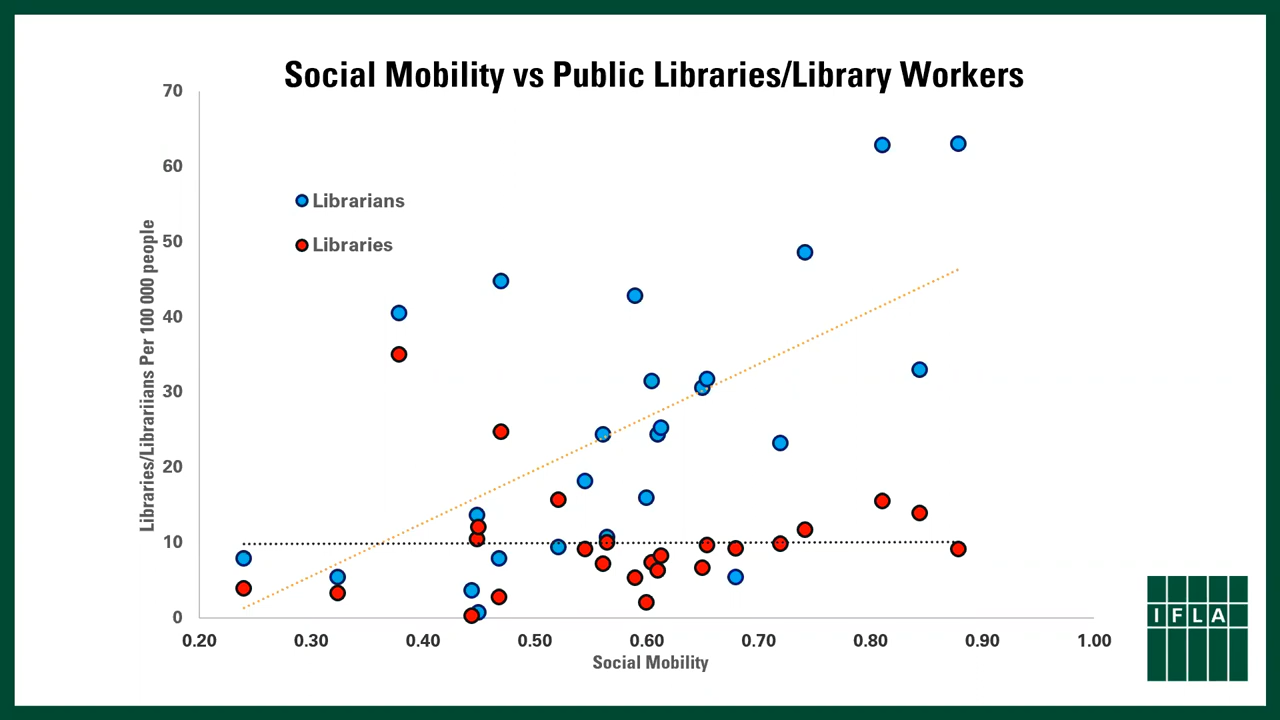 Social Mobility vs Public Libraries/Library Workers
70
60
50
40
30
20
10
0
Libraries/Librariians Per 100 000 people
Librarians
Libraries
0.20 0.30 0.40 0.50 0.60 0.70 0.80 0.90 1.00
Social Mobility
IFLA